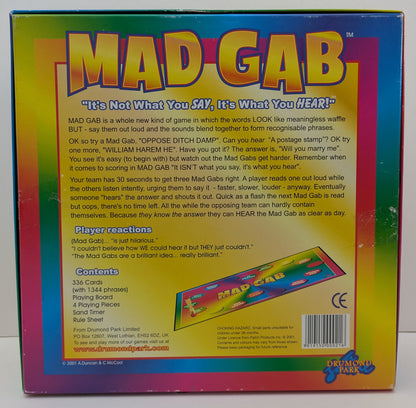 MAD GAB™
"It's Not What You SAY, It's What You HEAR!"
MAD GAB is a whole new kind of game in which the words LOOK like meaningless waffle
BUT - say them out loud and the sounds blend together to form recognisable phrases.
OK so try a Mad Gab, "OPPOSE DITCH DAMP". Can you hear "A postage stamp"? OK try
one more, "WILLIAM HAREM HE". Have you got it? The answer is, "Will you marry me".
You see it's easy (to begin with) but watch out the Mad Gabs get harder. Remember when
it comes to scoring in MAD GAB "It ISN'T what you say, it's what you hear".
Your team has 30 seconds to get three Mad Gabs right. A player reads one out loud while
the others listen intently, urging them to say it - faster, slower, louder - anyway. Eventually
someone "hears" the answer and shouts it out. Quick as a flash the next Mad Gab is read
but oops, there's no time left. All the while the opposing team can hardly contain
themselves. Because they know the answer they can HEAR the Mad Gab as clear as day.
Player reactions
(Mad Gabs)... "is just hilarious."
"I couldn't believe how WE could hear it but THEY just couldn't."
"The Mad Gabs are a brilliant idea... really brilliant."
Contents
336 Cards
(with 1344 phrases)
Playing Board
4 Playing Pieces
Sand Timer
Rule Sheet
MAD GAB
From Drumond Park Limited
PO Box 12807, West Lothian, EH52 6DZ, UK.
To see and play more of our games visit us at
www.drumondpark.com
© 2001 A.Duncan & C McCool
CE
DRUMOND
PARK